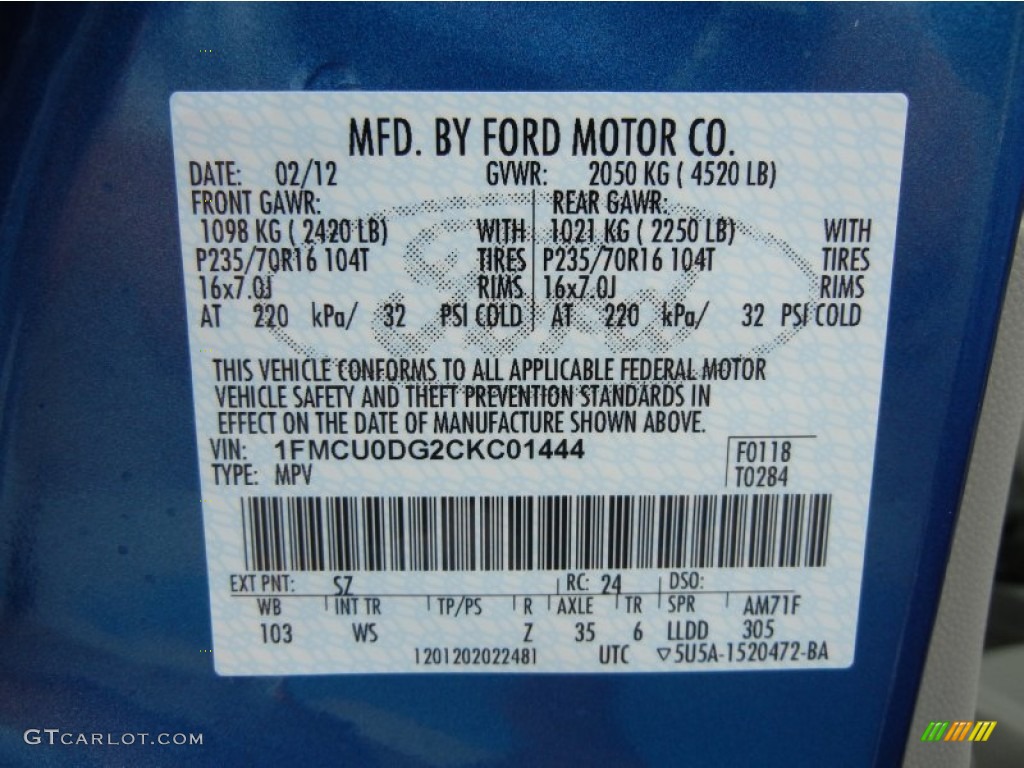 MFD. BY FORD MOTOR CO.
DATE: 02/12 GVWR: 2050 KG ( 4520 LB)
FRONT GAWR: REAR GAWR:
1098 KG ( 2420 LB) WITH 1021 KG ( 2250 LB) WITH
P235/70R16 104T TIRES P235/70R16 104T TIRES
16x7.0J RIMS 16x7.0J RIMS
AT 220 kPa/ 32 PSI COLD AT 220 kPa/ 32 PSI COLD
Ford
THIS VEHICLE CONFORMS TO ALL APPLICABLE FEDERAL MOTOR
VEHICLE SAFETY AND THEFT PREVENTION STANDARDS IN
EFFECT ON THE DATE OF MANUFACTURE SHOWN ABOVE.
VIN: 1FMCU0DG2CKC01444 F0118
TYPE: MPV T0284
EXT PNT: SZ RC: 24 DSO:
WB INT TR TP/PS R AXLE TR SPR AM71F
103 WS Z 35 6 LLDD 305
1201202022481 UTC ▽5U5A-1520472-BA
GTCARLOT.COM